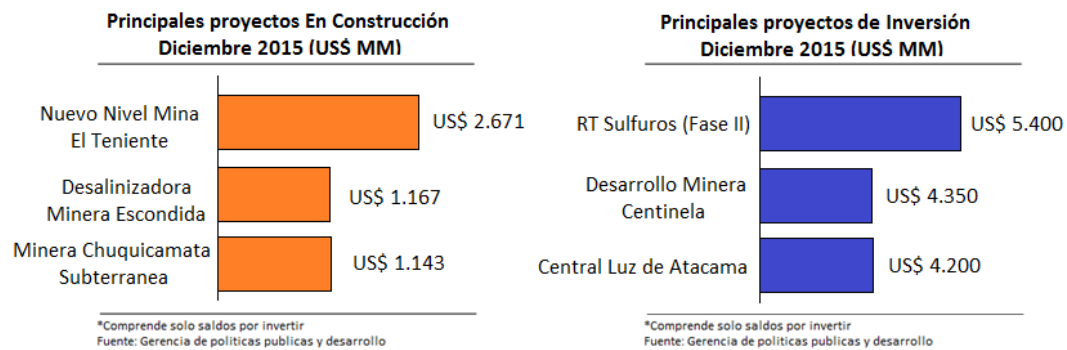 Principales proyectos En Construcción
Diciembre 2015 (US$ MM)
Nuevo Nivel Mina
El Teniente
US$ 2.671
Desalinizadora
Minera Escondida
US$ 1.167
Minera Chuquicamata
Subterranea
US$ 1.143
*Comprende solo saldos por invertir
Fuente: Gerencia de politicas publicas y desarrollo
Principales proyectos de Inversión
Diciembre 2015 (US$ MM)
RT Sulfuros (Fase II)
US$ 5.400
Desarrollo Minera
Centinela
US$ 4.350
Central Luz de Atacama
US$ 4.200
*Comprende solo saldos por invertir
Fuente: Gerencia de politicas publicas y desarrollo